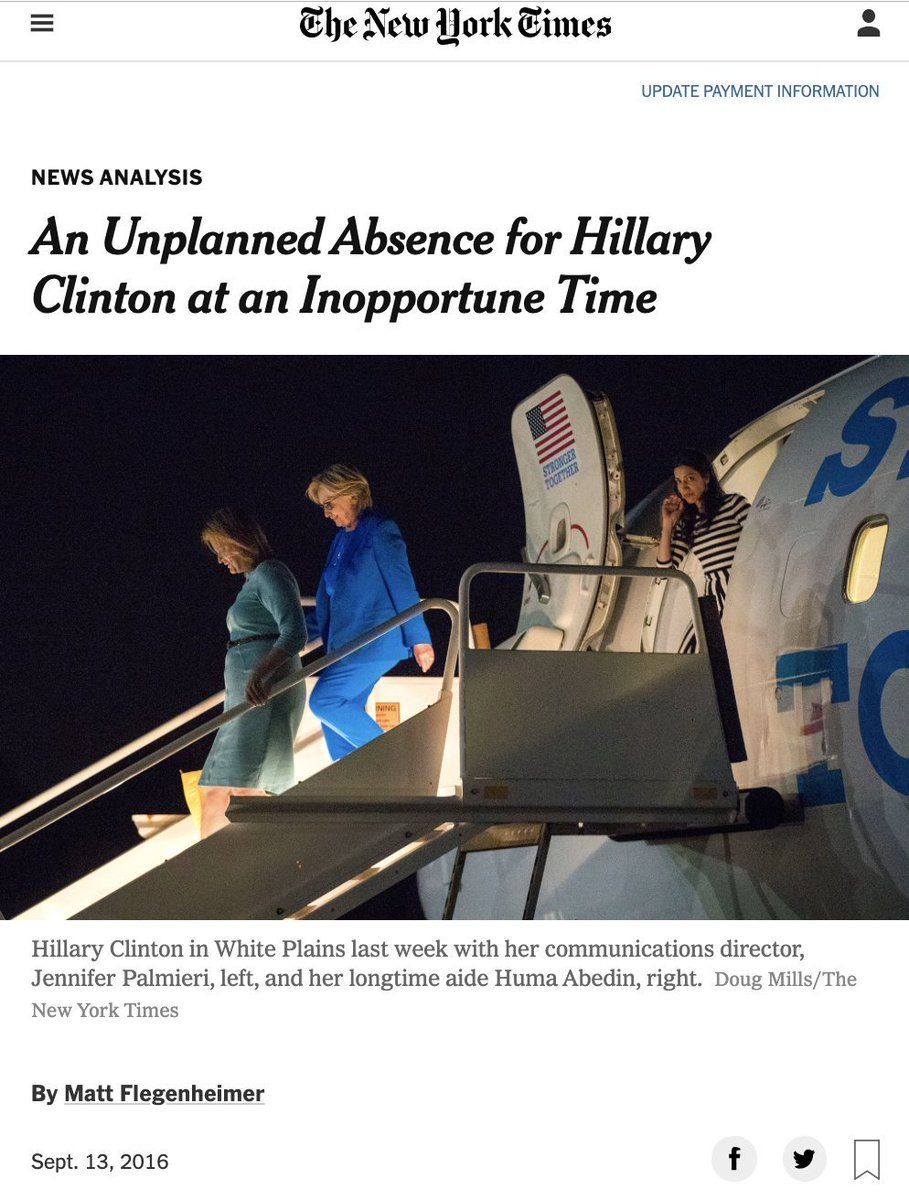 The New York Times
UPDATE PAYMENT INFORMATION
NEWS ANALYSIS
An Unplanned Absence for Hillary
Clinton at an Inopportune Time
STRONGER
TOGETHER
Hillary Clinton in White Plains last week with her communications director,
Jennifer Palmieri, left, and her longtime aide Huma Abedin, right. Doug Mills/The
New York Times
By Matt Flegenheimer
Sept. 13, 2016